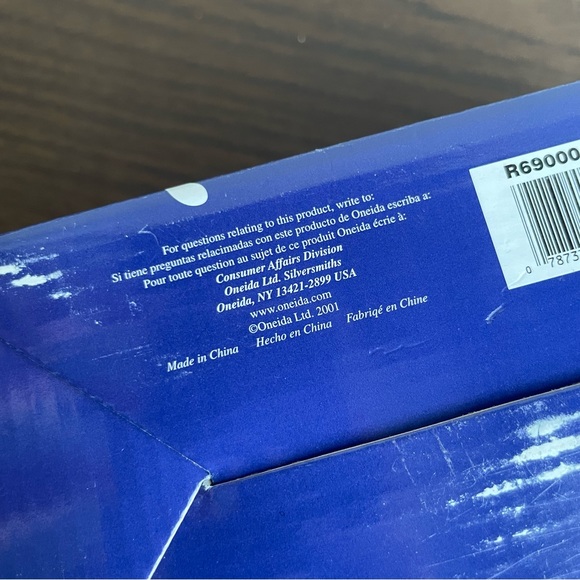 For questions relating to this product, write to:
Si tiene preguntas relacimadas con este producto de Oneida escriba a:
Pour toute question au sujet de ce produit Oneida écrie à:
Consumer Affairs Division
Oneida Ltd. Silversmiths
Oneida, NY 13421-2899 USA
www.oneida.com
©Oneida Ltd. 2001
Made in China Hecho en China Fabriqé en Chine
R69000
0 7873